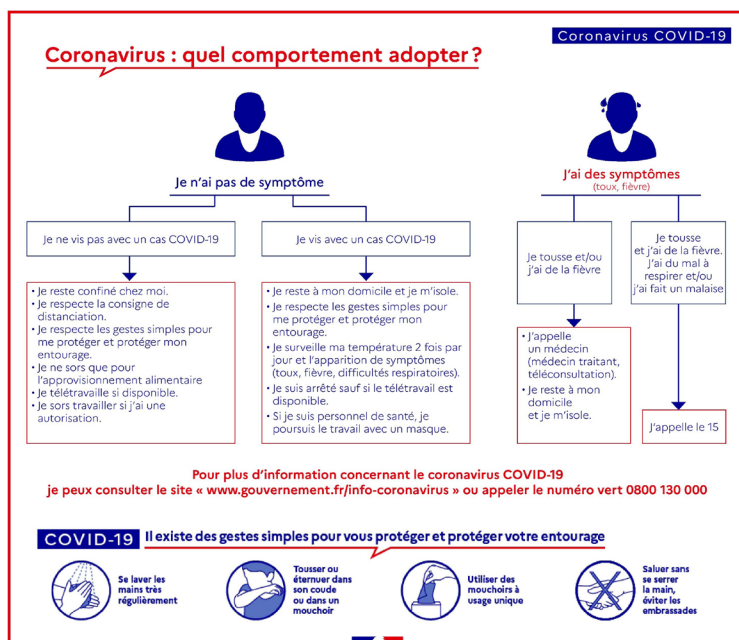 Coronavirus COVID-19
Coronavirus : quel comportement adopter ?
Je n'ai pas de symptôme
J'ai des symptômes
(toux, fièvre)
Je ne vis pas avec un cas COVID-19
Je vis avec un cas COVID-19
Je tousse et/ou
j'ai de la fièvre
Je tousse
et j'ai de la fièvre.
J'ai du mal à
respirer et/ou
j'ai fait un malaise
• Je reste confiné chez moi.
• Je respecte la consigne de
distanciation.
• Je respecte les gestes simples pour
me protéger et protéger mon
entourage.
• Je ne sors que pour
l'approvisionnement alimentaire
• Je télétravaille si disponible.
• Je sors travailler si j'ai une
autorisation.
• Je reste à mon domicile et je m'isole.
• Je respecte les gestes simples pour
me protéger et protéger mon
entourage.
• Je surveille ma température 2 fois par
jour et l'apparition de symptômes
(toux, fièvre, difficultés respiratoires).
• Je suis arrêté sauf si le télétravail est
disponible.
• Si je suis personnel de santé, je
poursuis le travail avec un masque.
• J'appelle
un médecin
(médecin traitant,
téléconsultation).
• Je reste à mon
domicile
et je m'isole.
J'appelle le 15
Pour plus d'information concernant le coronavirus COVID-19
je peux consulter le site « www.gouvernement.fr/info-coronavirus » ou appeler le numéro vert 0800 130 000
COVID-19 Il existe des gestes simples pour vous protéger et protéger votre entourage
Se laver les
mains très
régulièrement
Tousser ou
éternuer dans
son coude
ou dans un
mouchoir
Utiliser des
mouchoirs à
usage unique
Saluer sans
se serrer
la main,
éviter les
embrassades